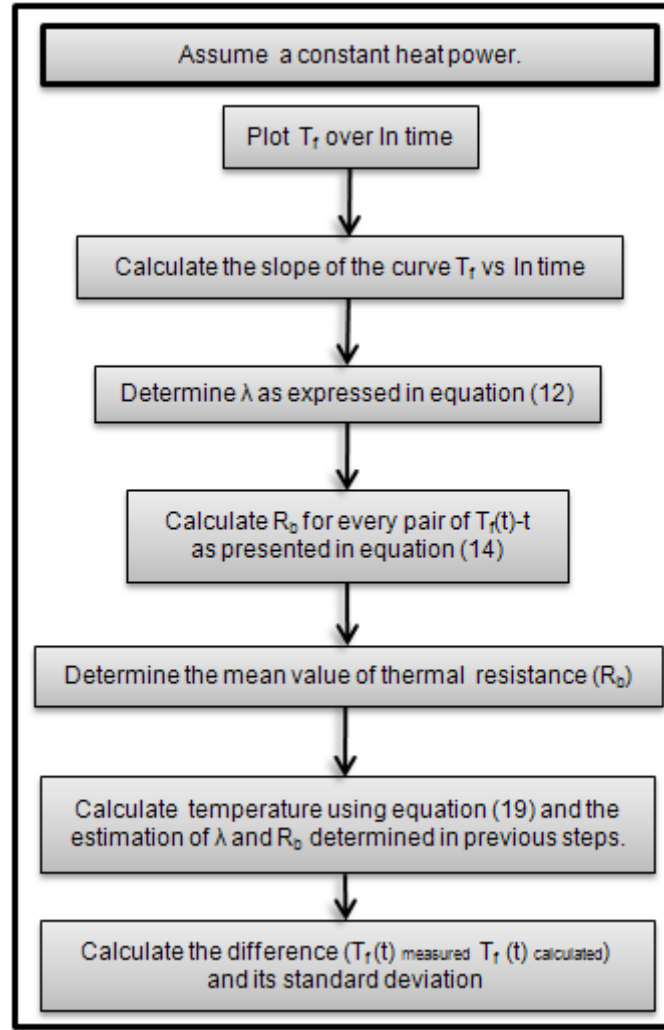 Assume a constant heat power.
Plot T_f over ln time
Calculate the slope of the curve T_f vs ln time
Determine λ as expressed in equation (12)
Calculate R_b for every pair of T_f(t)-t
as presented in equation (14)
Determine the mean value of thermal resistance (R_b)
Calculate temperature using equation (19) and the
estimation of λ and R_b determined in previous steps.
Calculate the difference (T_f(t) measured T_f (t) calculated)
and its standard deviation